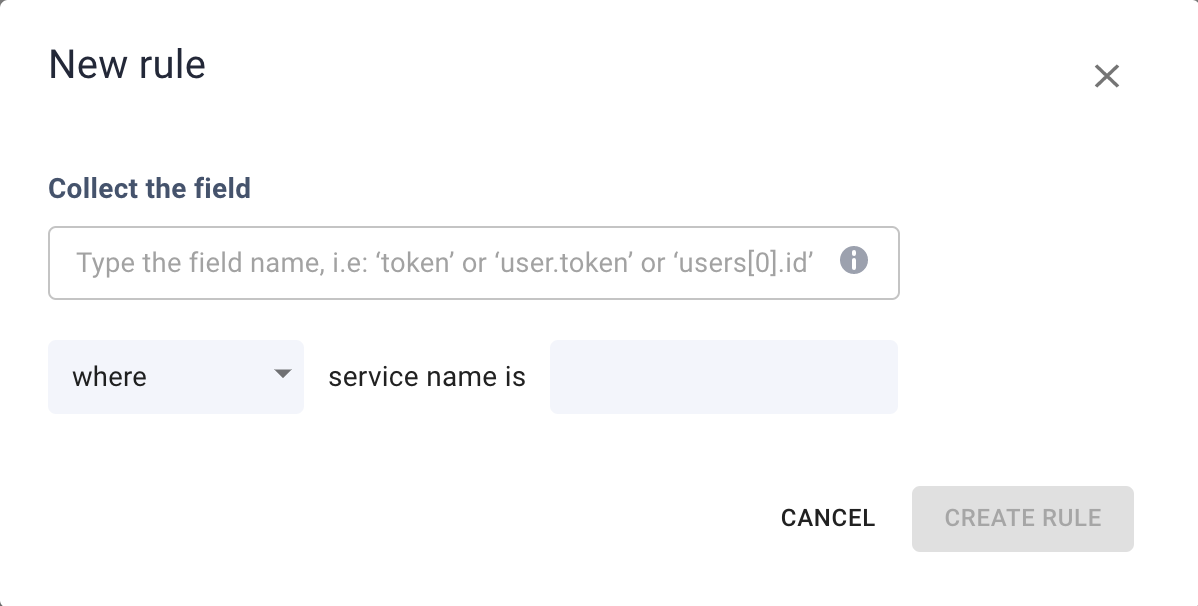 New rule
Collect the field
Type the field name, i.e: ‘token’ or ‘user.token’ or ‘users[0].id’
where service name is
CANCEL CREATE RULE